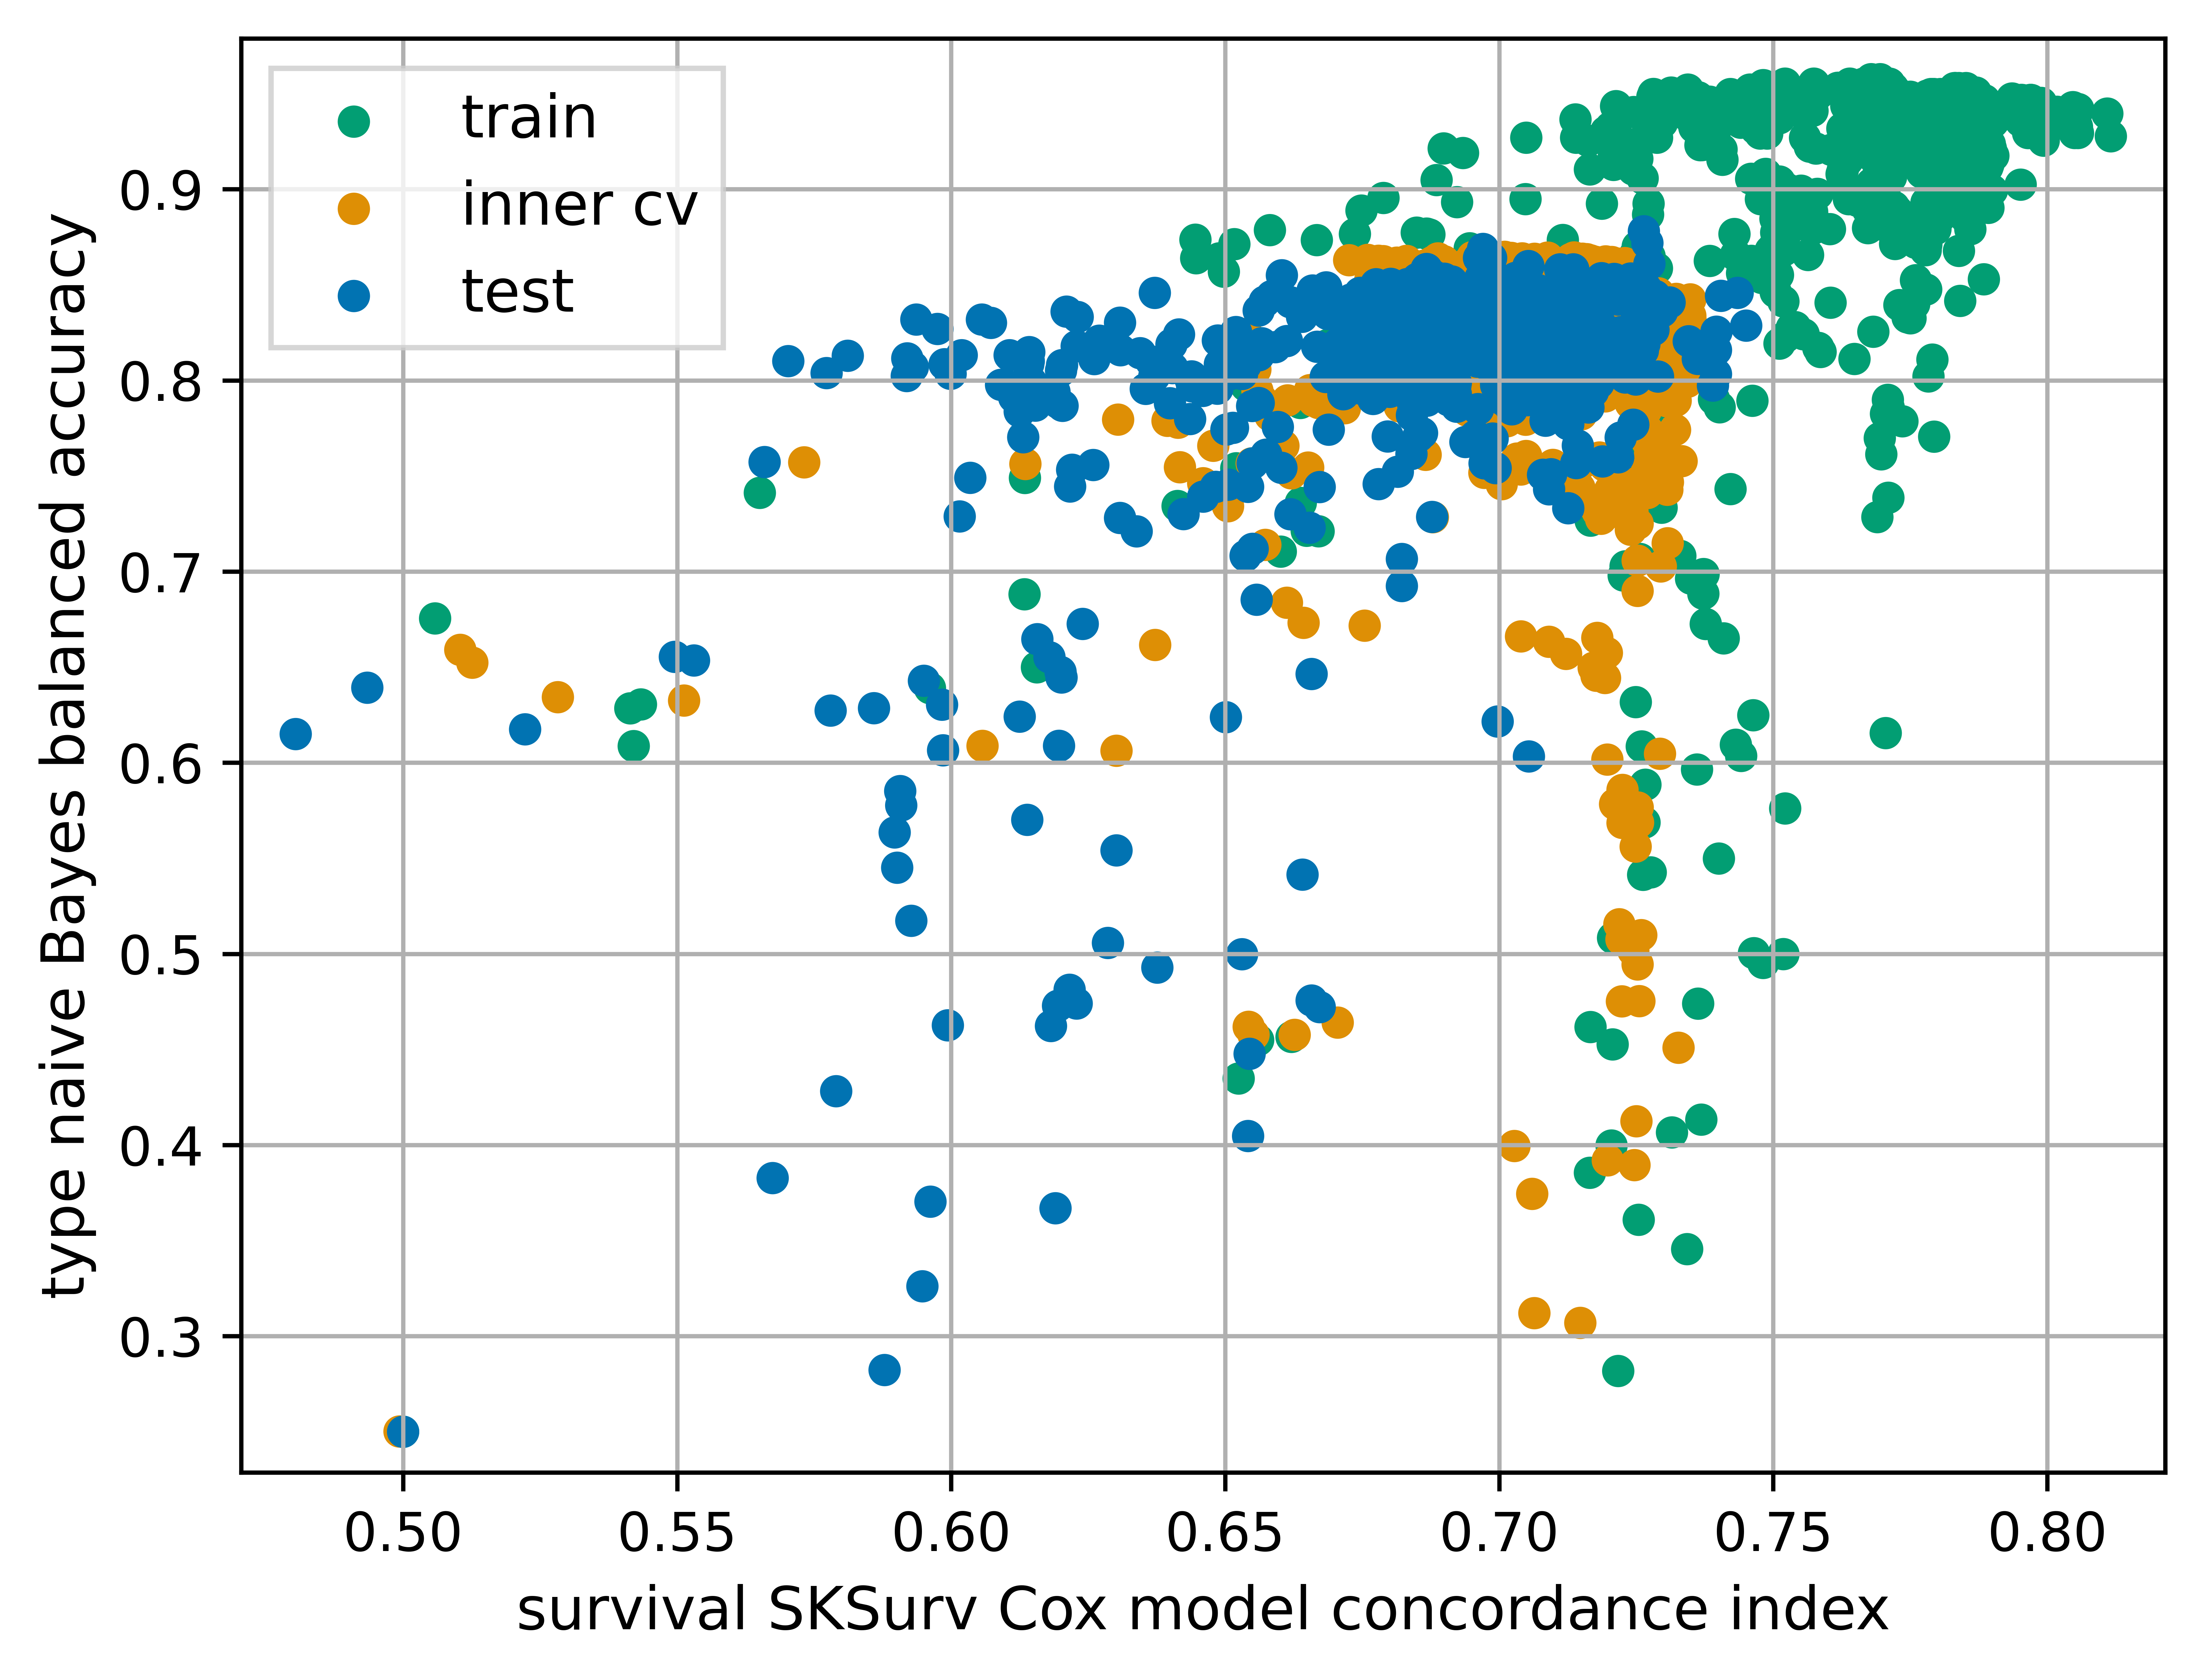 train
inner cv
test
type naive Bayes balanced accuracy
0.9
0.8
0.7
0.6
0.5
0.4
0.3
0.50 0.55 0.60 0.65 0.70 0.75 0.80
survival SKSurv Cox model concordance index